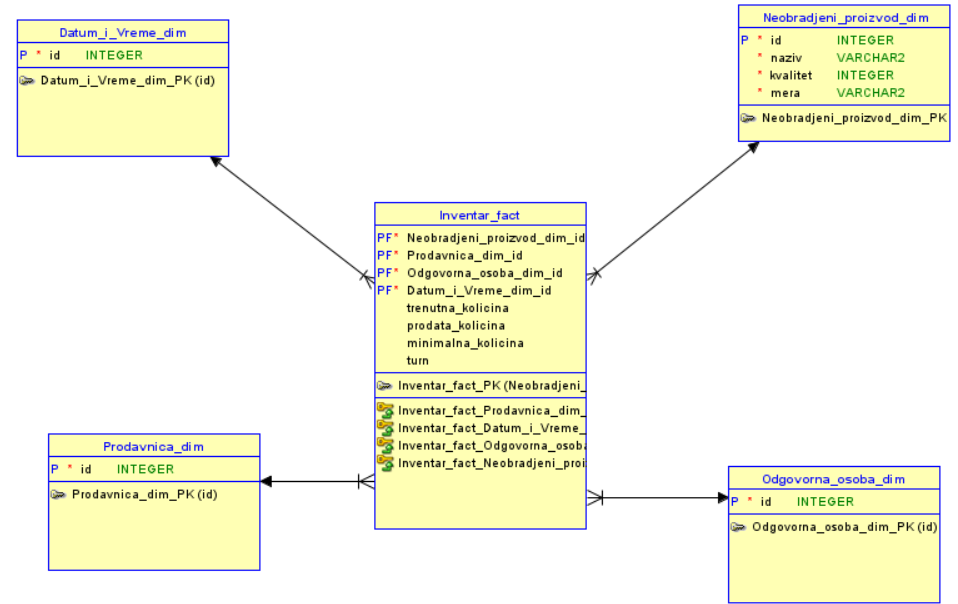 Datum_i_Vreme_dim
P * id INTEGER
Datum_i_Vreme_dim_PK (id)
Neobradjeni_proizvod_dim
P * id INTEGER
* naziv VARCHAR2
* kvalitet INTEGER
* mera VARCHAR2
Neobradjeni_proizvod_dim_PK
Inventar_fact
PF* Neobradjeni_proizvod_dim_id
PF* Prodavnica_dim_id
PF* Odgovorna_osoba_dim_id
PF* Datum_i_Vreme_dim_id
trenutna_kolicina
prodata_kolicina
minimalna_kolicina
turn
Inventar_fact_PK (Neobradjeni_
Inventar_fact_Prodavnica_dim_
Inventar_fact_Datum_i_Vreme_
Inventar_fact_Odgovorna_osoba
Inventar_fact_Neobradjeni_proi
Prodavnica_dim
P * id INTEGER
Prodavnica_dim_PK (id)
Odgovorna_osoba_dim
P * id INTEGER
Odgovorna_osoba_dim_PK (id)